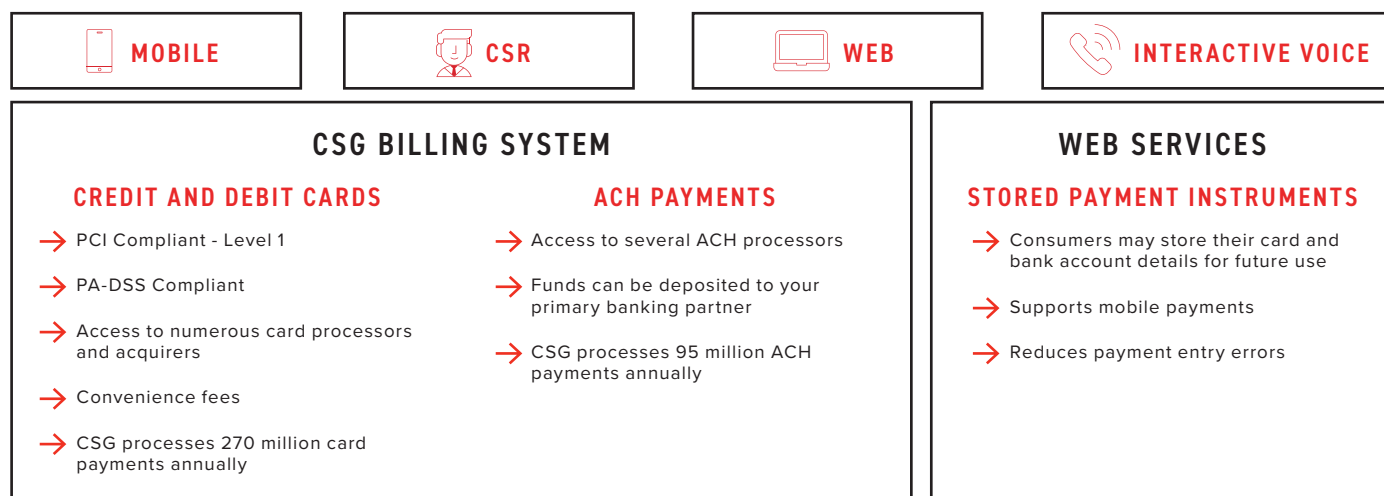 MOBILE
CSR
WEB
INTERACTIVE VOICE
CSG BILLING SYSTEM
CREDIT AND DEBIT CARDS
PCI Compliant - Level 1
PA-DSS Compliant
Access to numerous card processors
and acquirers
Convenience fees
CSG processes 270 million card
payments annually
ACH PAYMENTS
Access to several ACH processors
Funds can be deposited to your
primary banking partner
CSG processes 95 million ACH
payments annually
WEB SERVICES
STORED PAYMENT INSTRUMENTS
Consumers may store their card and
bank account details for future use
Supports mobile payments
Reduces payment entry errors